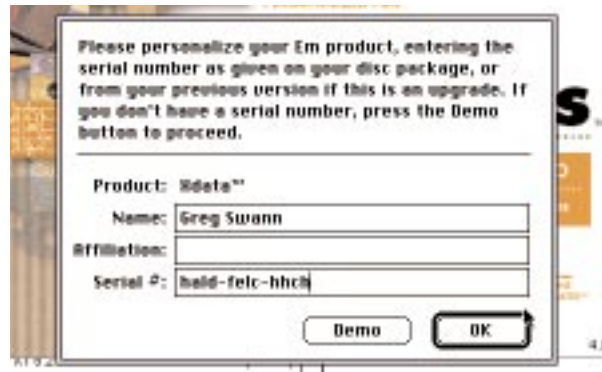 Please personalize your Em product, entering the
serial number as given on your disc package, or
from your previous version if this is an upgrade. If
you don't have a serial number, press the Demo
button to proceed.
Product: Xdata™
Name: Greg Swann
Affiliation:
Serial #: hald-felc-hhch
Demo OK